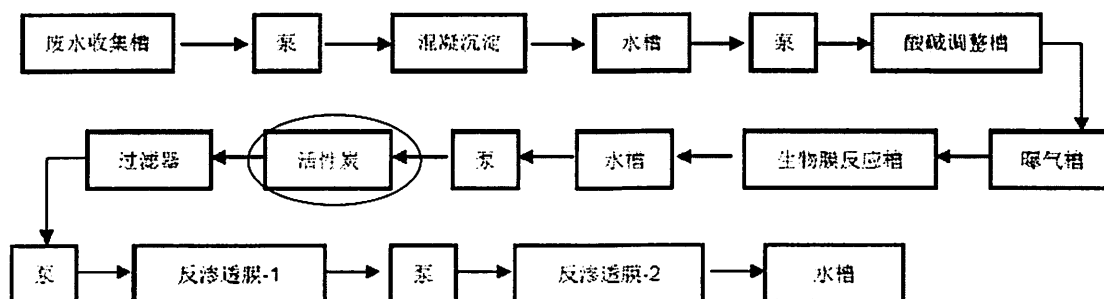 废水收集槽 泵 混凝沉淀 水槽 泵 酸碱调整槽
过滤器 活性炭 泵 水槽 生物膜反应槽 曝气槽
泵 反渗透膜-1 泵 反渗透膜-2 水槽